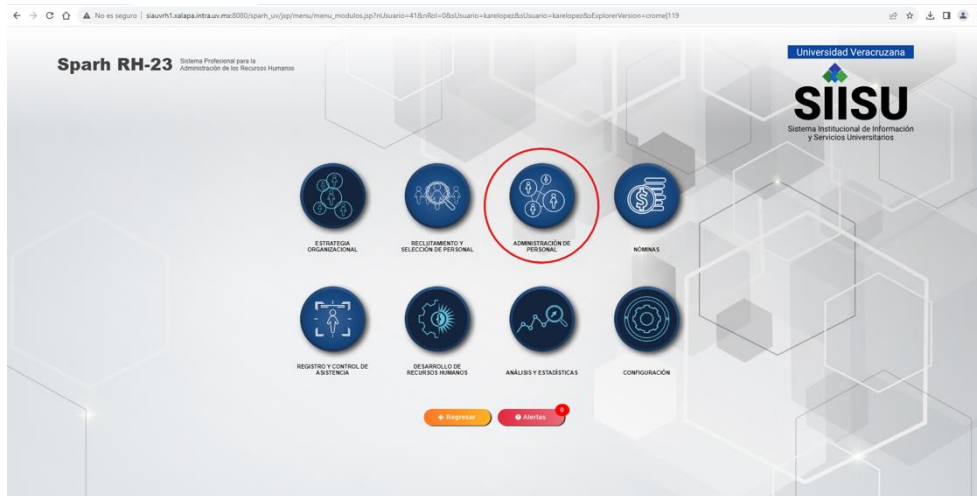 No es seguro | siauvrh1.xalapa.intra.uv.mx:8080/sparh_uv/jsp/menu/menu_modulos.jsp?nUsuario=41&nRol=0&sUsuario=karelopez&sUsuario=karelopez&sExplorerVersion=crome|119
Sparh RH-23
Sistema Profesional para la
Administración de los Recursos Humanos
Universidad Veracruzana
SIISU
Sistema Institucional de Información
y Servicios Universitarios
ESTRATEGIA
ORGANIZACIONAL
RECLUTAMIENTO Y
SELECCIÓN DE PERSONAL
ADMINISTRACIÓN DE
PERSONAL
NÓMINAS
REGISTRO Y CONTROL DE
ASISTENCIA
DESARROLLO DE
RECURSOS HUMANOS
ANÁLISIS Y ESTADÍSTICAS
CONFIGURACIÓN
Regresar
Alertas
0